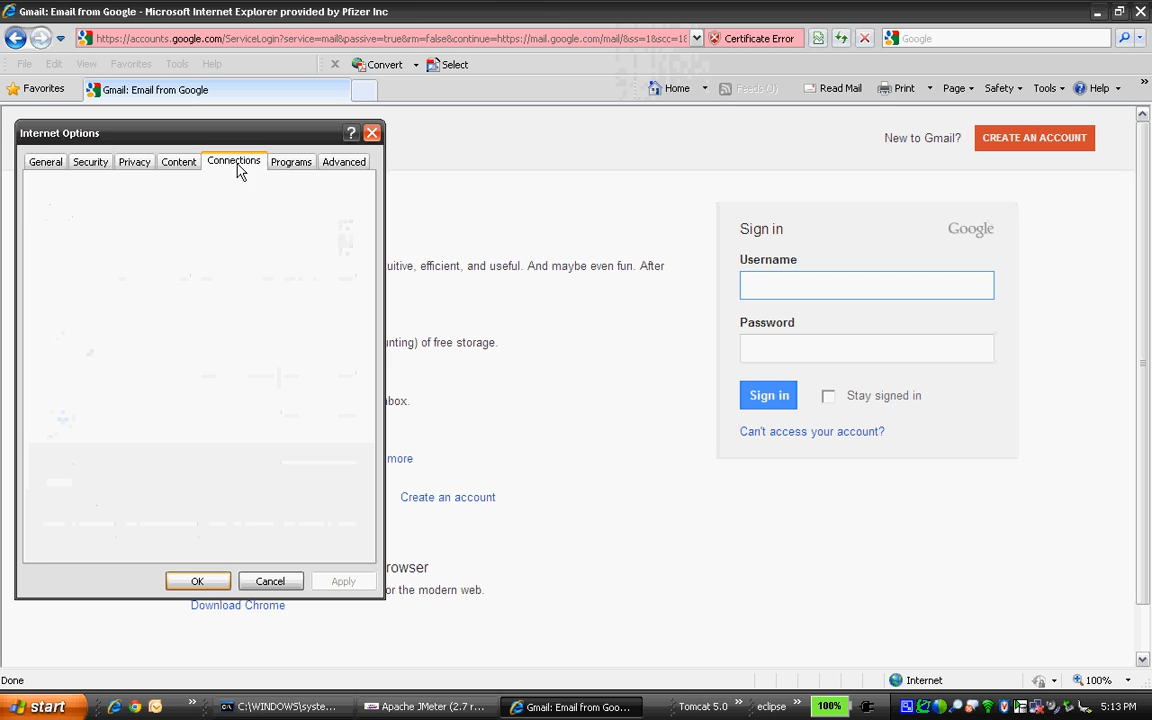 Gmail: Email from Google - Microsoft Internet Explorer provided by Pfizer Inc
https://accounts.google.com/ServiceLogin?service=mail&passive=true&rm=false&continue=https://mail.google.com/mail/&ss=1&scc=1&
Certificate Error
Google
File Edit View Favorites Tools Help
Convert
Select
Favorites
Gmail: Email from Google
Home
Feeds (J)
Read Mail
Print
Page
Safety
Tools
Help
Internet Options
General Security Privacy Content Connections Programs Advanced
OK Cancel Apply
New to Gmail? CREATE AN ACCOUNT
uitive, efficient, and useful. And maybe even fun. After
unting) of free storage.
nbox.
more
Create an account
rowser
or the modern web.
Download Chrome
Sign in Google
Username
Password
Sign in
Stay signed in
Can't access your account?
Done
Internet
100%
start
C:\WINDOWS\syste...
Apache JMeter (2.7 r...
Gmail: Email from Goo...
Tomcat 5.0
eclipse
100%
5:13 PM